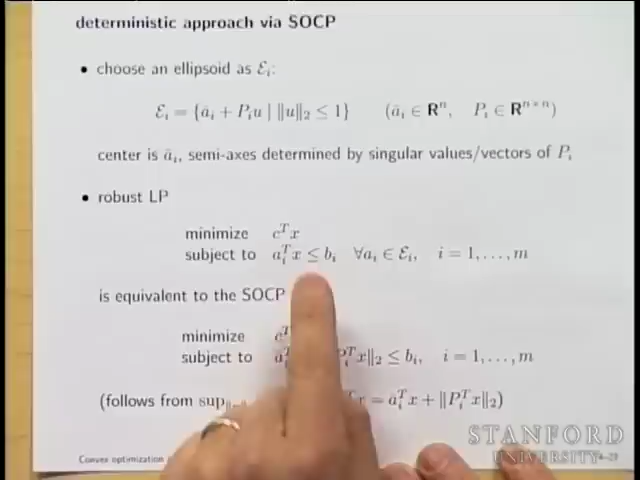 deterministic approach via SOCP
• choose an ellipsoid as ℰᵢ:
ℰᵢ = {āᵢ + Pᵢu | ‖u‖₂ ≤ 1}  (āᵢ ∈ Rⁿ, Pᵢ ∈ Rⁿˣⁿ)
center is āᵢ, semi-axes determined by singular values/vectors of Pᵢ
• robust LP
minimize cᵀx
subject to aᵢᵀx ≤ bᵢ ∀aᵢ ∈ ℰᵢ, i = 1, . . . , m
is equivalent to the SOCP
minimize
subject to ᵀx‖₂ ≤ bᵢ, i = 1, . . . , m
(follows from sup = āᵢᵀx + ‖Pᵢᵀx‖₂)
Convex optimization
STANFORD
UNIVERSITY